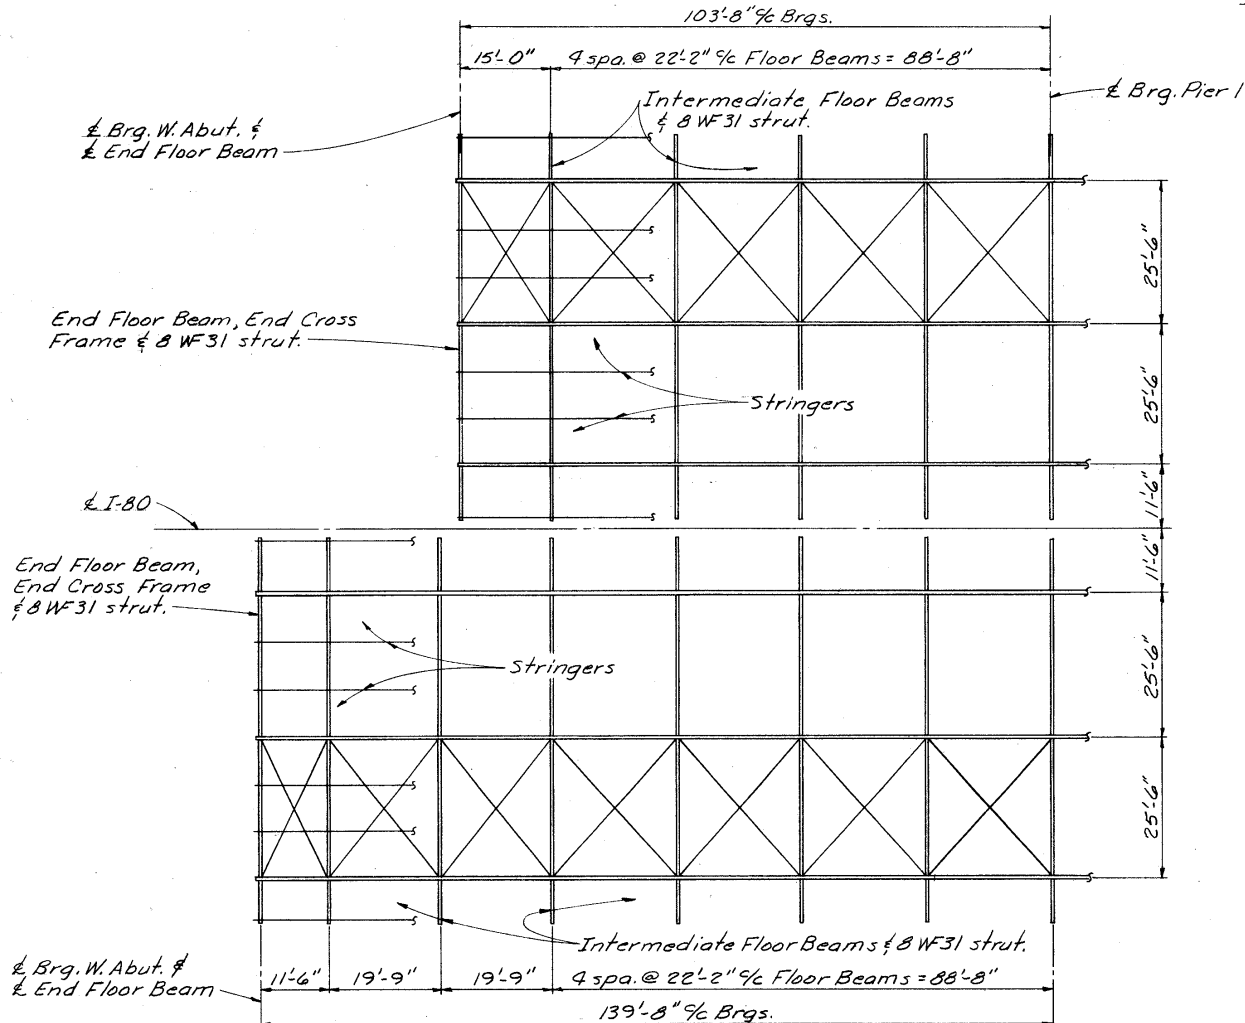 103'-8" c/c Brgs.
15'-0"
4 spa. @ 22'-2" c/c Floor Beams = 88'-8"
℄ Brg. Pier 1
Intermediate Floor Beams
& 8 WF 31 strut.
℄ Brg. W. Abut. &
℄ End Floor Beam
25'-6"
End Floor Beam, End Cross
Frame & 8 WF 31 strut.
25'-6"
Stringers
11'-6"
℄ I-80
11'-6"
End Floor Beam,
End Cross Frame
& 8 WF 31 strut.
25'-6"
Stringers
25'-6"
Intermediate Floor Beams & 8 WF 31 strut.
℄ Brg. W. Abut. &
℄ End Floor Beam
11'-6"
19'-9"
19'-9"
4 spa. @ 22'-2" c/c Floor Beams = 88'-8"
139'-8" c/c Brgs.